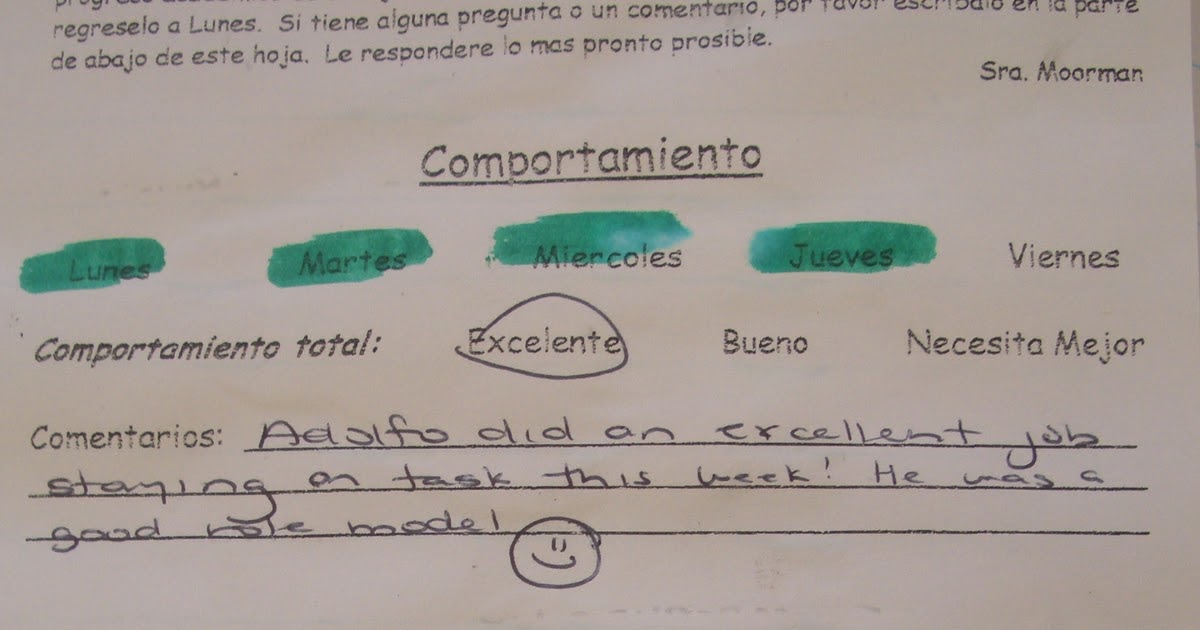 regreselo a Lunes. Si tiene alguna pregunta o un comentario, por favor escribalo en la parte
de abajo de este hoja. Le respondere lo mas pronto prosible.
Sra. Moorman
Comportamiento
Lunes Martes Miercoles Jueves Viernes
Comportamiento total: Excelente Bueno Necesita Mejor
Comentarios: Adolfo did an excellent job
staying on task this week! He was a
good role model